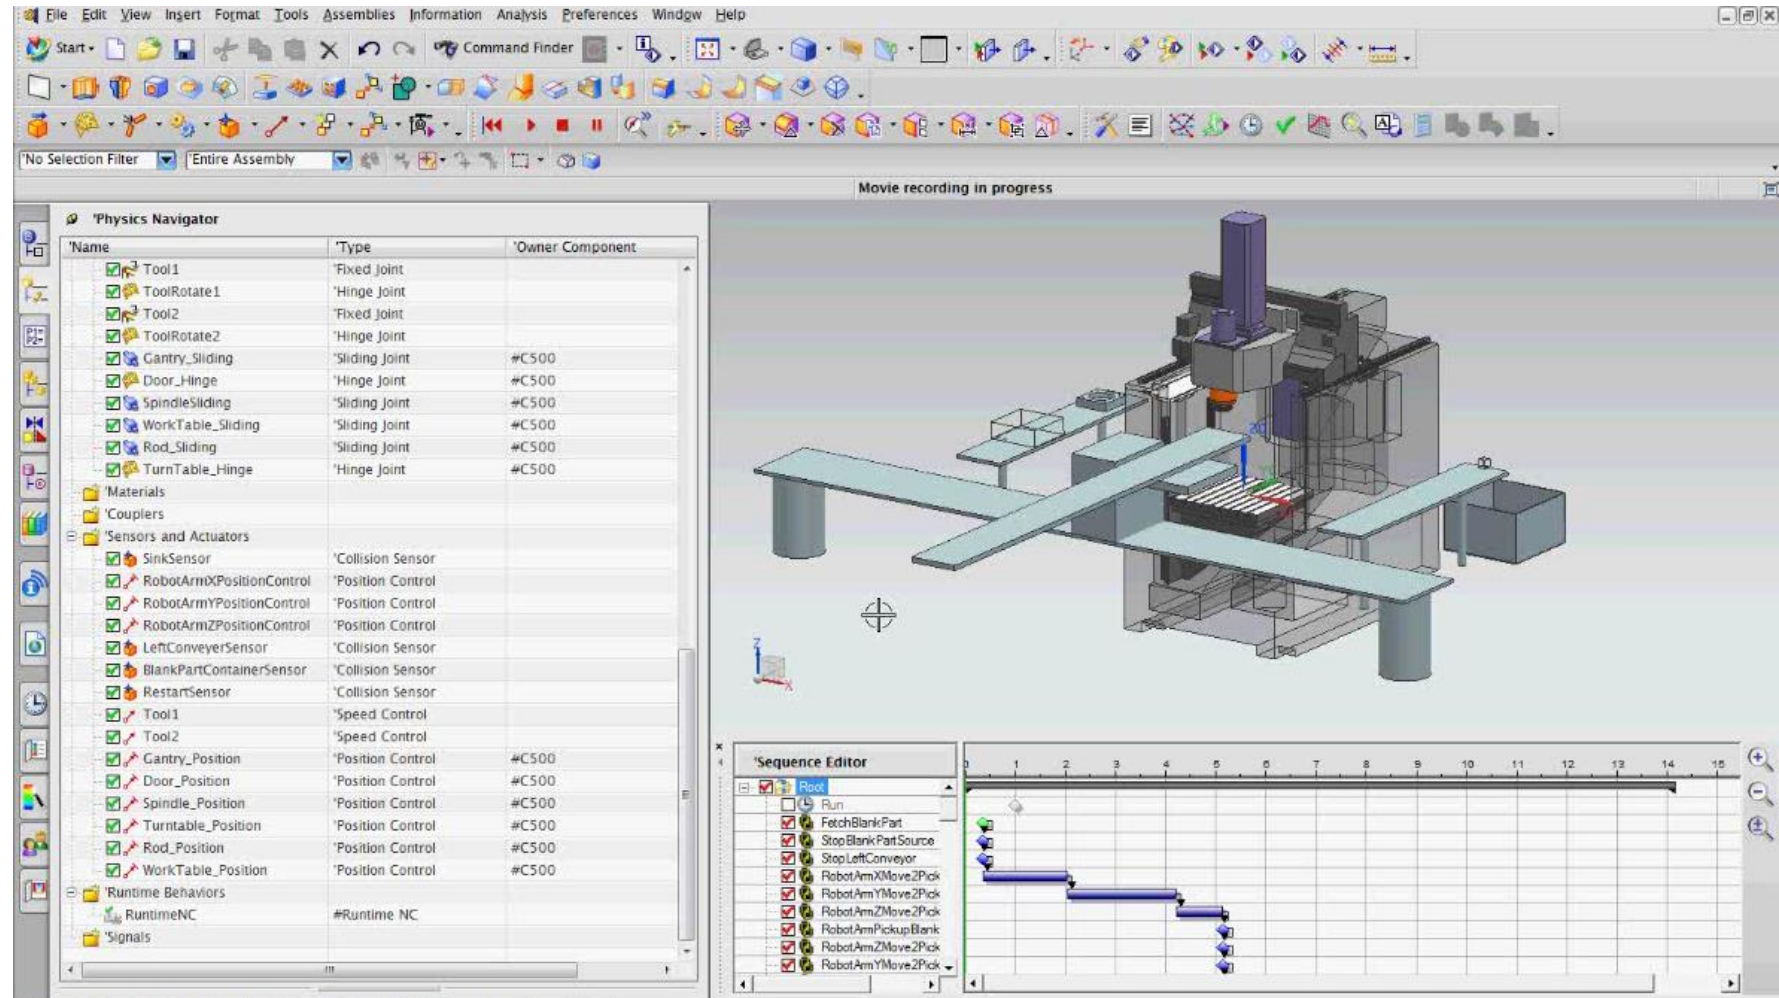 File Edit View Insert Format Tools Assemblies Information Analysis Preferences Window Help
Start Command Finder
'No Selection Filter 'Entire Assembly
Movie recording in progress
'Physics Navigator
'Name 'Type 'Owner Component
Tool1 'Fixed Joint
ToolRotate1 'Hinge Joint
Tool2 'Fixed Joint
ToolRotate2 'Hinge Joint
Gantry_Sliding 'Sliding Joint #C500
Door_Hinge 'Hinge Joint #C500
SpindleSliding 'Sliding Joint #C500
WorkTable_Sliding 'Sliding Joint #C500
Rod_Sliding 'Sliding Joint #C500
TurnTable_Hinge 'Hinge Joint #C500
'Materials
'Couplers
'Sensors and Actuators
SinkSensor 'Collision Sensor
RobotArmXPositionControl 'Position Control
RobotArmYPositionControl 'Position Control
RobotArmZPositionControl 'Position Control
LeftConveyerSensor 'Collision Sensor
BlankPartContainerSensor 'Collision Sensor
RestartSensor 'Collision Sensor
Tool1 'Speed Control
Tool2 'Speed Control
Gantry_Position 'Position Control #C500
Door_Position 'Position Control #C500
Spindle_Position 'Position Control #C500
Turntable_Position 'Position Control #C500
Rod_Position 'Position Control #C500
WorkTable_Position 'Position Control #C500
'Runtime Behaviors
RuntimeNC #Runtime NC
'Signals
Z
X
'Sequence Editor
0 1 2 3 4 5 6 7 8 9 10 11 12 13 14 15
Root
Run
FetchBlankPart
StopBlankPartSource
StopLeftConveyor
RobotArmXMove2Pick
RobotArmYMove2Pick
RobotArmZMove2Pick
RobotArmPickupBlank
RobotArmZMove2Pick
RobotArmYMove2Pick